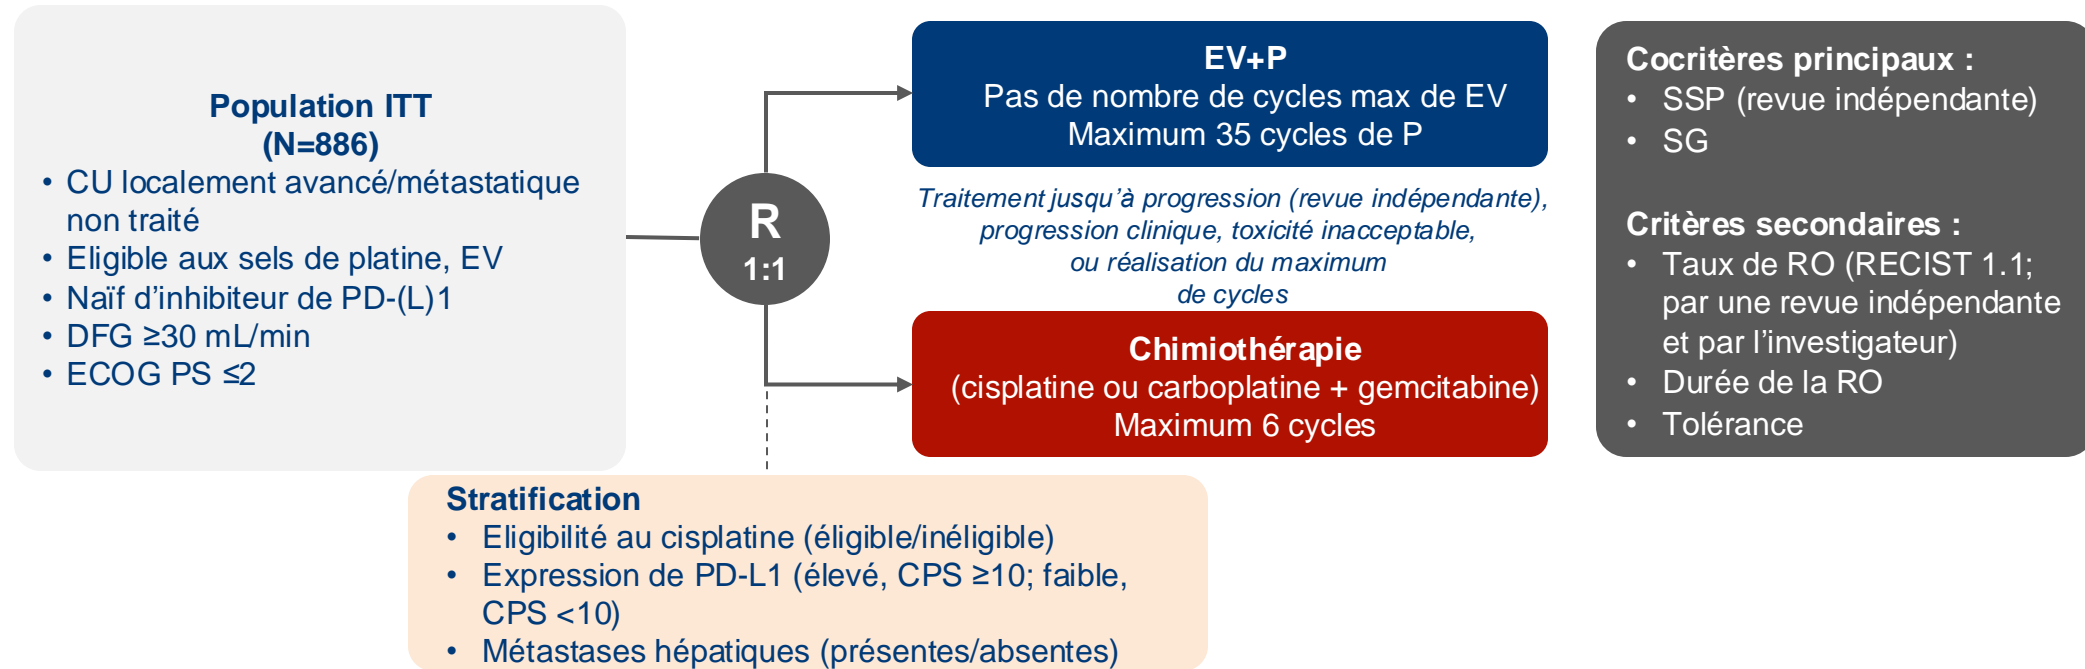 Population ITT
(N=886)
• CU localement avancé/métastatique
non traité
• Eligible aux sels de platine, EV
• Naïf d’inhibiteur de PD-(L)1
• DFG ≥30 mL/min
• ECOG PS ≤2
R
1:1
EV+P
Pas de nombre de cycles max de EV
Maximum 35 cycles de P
Traitement jusqu’à progression (revue indépendante),
progression clinique, toxicité inacceptable,
ou réalisation du maximum
de cycles
Chimiothérapie
(cisplatine ou carboplatine + gemcitabine)
Maximum 6 cycles
Stratification
• Eligibilité au cisplatine (éligible/inéligible)
• Expression de PD-L1 (élevé, CPS ≥10; faible,
CPS <10)
• Métastases hépatiques (présentes/absentes)
Cocritères principaux :
• SSP (revue indépendante)
• SG
Critères secondaires :
• Taux de RO (RECIST 1.1;
par une revue indépendante
et par l’investigateur)
• Durée de la RO
• Tolérance